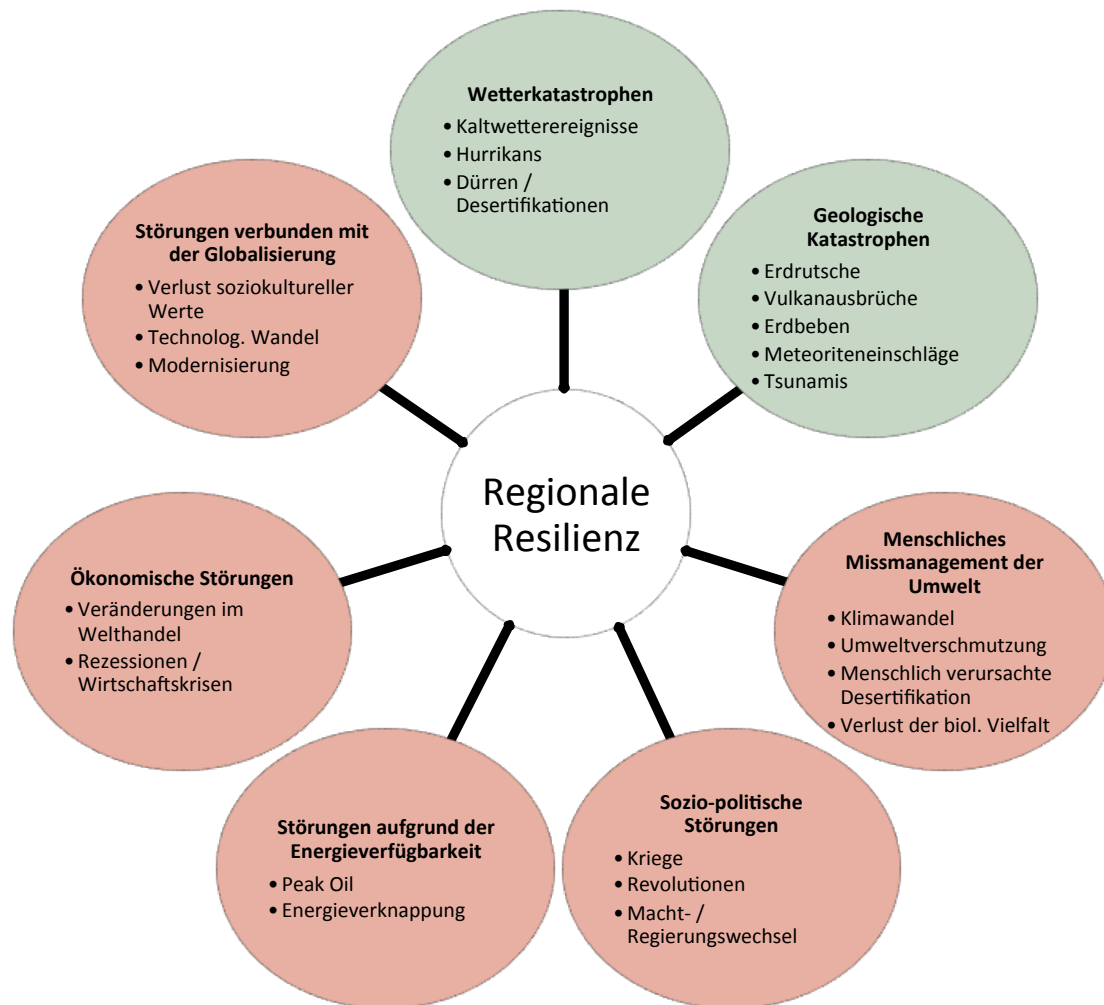 Wetterkatastrophen
• Kaltwetterereignisse
• Hurrikans
• Dürren /
Desertifikationen
Geologische
Katastrophen
• Erdrutsche
• Vulkanausbrüche
• Erdbeben
• Meteoriteneinschläge
• Tsunamis
Menschliches
Missmanagement der
Umwelt
• Klimawandel
• Umweltverschmutzung
• Menschlich verursachte
Desertifikation
• Verlust der biol. Vielfalt
Sozio-politische
Störungen
• Kriege
• Revolutionen
• Macht- /
Regierungswechsel
Störungen aufgrund der
Energieverfügbarkeit
• Peak Oil
• Energieverknappung
Ökonomische Störungen
• Veränderungen im
Welthandel
• Rezessionen /
Wirtschaftskrisen
Störungen verbunden mit
der Globalisierung
• Verlust soziokultureller
Werte
• Technolog. Wandel
• Modernisierung
Regionale
Resilienz